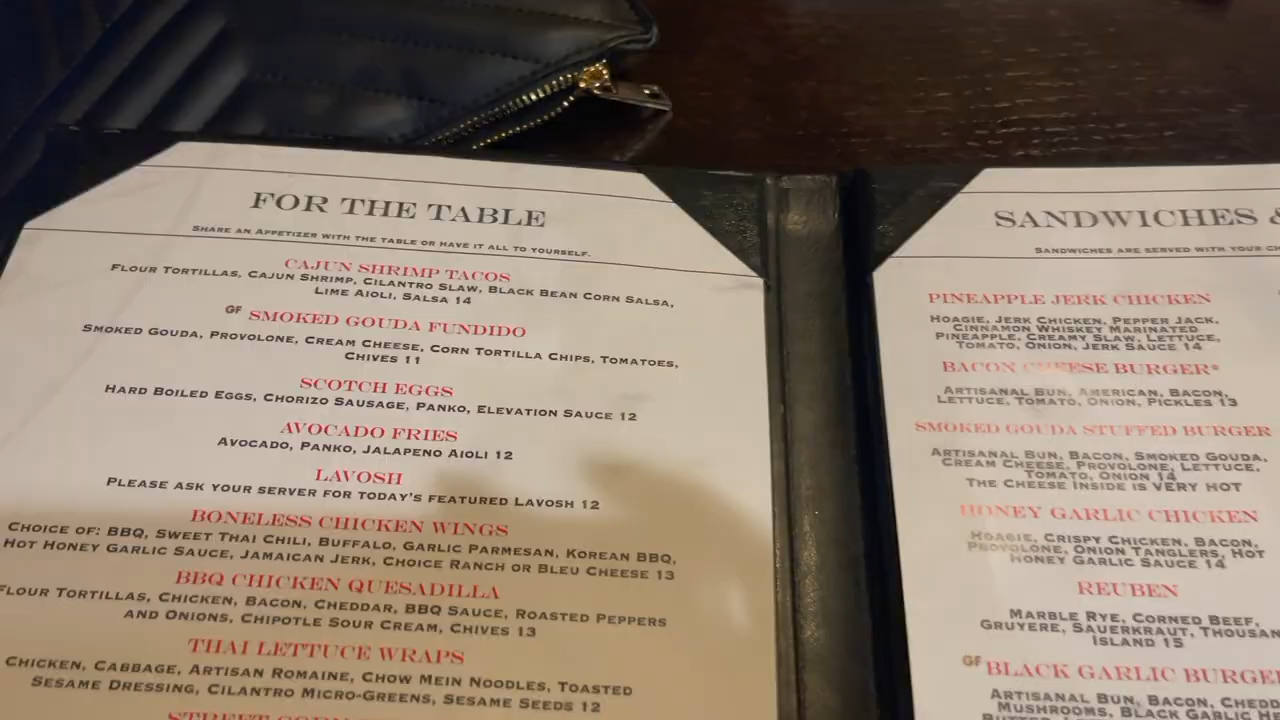 FOR THE TABLE
SHARE AN APPETIZER WITH THE TABLE OR HAVE IT ALL TO YOURSELF.
CAJUN SHRIMP TACOS
FLOUR TORTILLAS, CAJUN SHRIMP, CILANTRO SLAW, BLACK BEAN CORN SALSA,
LIME AIOLI, SALSA 14
GF SMOKED GOUDA FUNDIDO
SMOKED GOUDA, PROVOLONE, CREAM CHEESE, CORN TORTILLA CHIPS, TOMATOES,
CHIVES 11
SCOTCH EGGS
HARD BOILED EGGS, CHORIZO SAUSAGE, PANKO, ELEVATION SAUCE 12
AVOCADO FRIES
AVOCADO, PANKO, JALAPENO AIOLI 12
LAVOSH
PLEASE ASK YOUR SERVER FOR TODAY'S FEATURED LAVOSH 12
BONELESS CHICKEN WINGS
CHOICE OF: BBQ, SWEET THAI CHILI, BUFFALO, GARLIC PARMESAN, KOREAN BBQ,
HOT HONEY GARLIC SAUCE, JAMAICAN JERK, CHOICE RANCH OR BLEU CHEESE 13
BBQ CHICKEN QUESADILLA
FLOUR TORTILLAS, CHICKEN, BACON, CHEDDAR, BBQ SAUCE, ROASTED PEPPERS
AND ONIONS, CHIPOTLE SOUR CREAM, CHIVES 13
THAI LETTUCE WRAPS
CHICKEN, CABBAGE, ARTISAN ROMAINE, CHOW MEIN NOODLES, TOASTED
SESAME DRESSING, CILANTRO MICRO-GREENS, SESAME SEEDS 12
STREET CORN
SANDWICHES &
SANDWICHES ARE SERVED WITH YOUR
PINEAPPLE JERK CHICKEN
HOAGIE, JERK CHICKEN, PEPPER JACK,
CINNAMON WHISKEY MARINATED
PINEAPPLE, CREAMY SLAW, LETTUCE,
TOMATO, ONION, JERK SAUCE 14
BACON CHEESE BURGER*
ARTISANAL BUN, AMERICAN, BACON,
LETTUCE, TOMATO, ONION, PICKLES 13
SMOKED GOUDA STUFFED BURGER
ARTISANAL BUN, BACON, SMOKED GOUDA,
CREAM CHEESE, PROVOLONE, LETTUCE,
TOMATO, ONION 14
THE CHEESE INSIDE IS VERY HOT
HONEY GARLIC CHICKEN
HOAGIE, CRISPY CHICKEN, BACON,
PROVOLONE, ONION TANGLERS, HOT
HONEY GARLIC SAUCE 14
REUBEN
MARBLE RYE, CORNED BEEF,
GRUYERE, SAUERKRAUT, THOUSAN
ISLAND 15
GF BLACK GARLIC BURGER
ARTISANAL BUN, BACON, CHEDD
MUSHROOMS, BLACK GARLIC